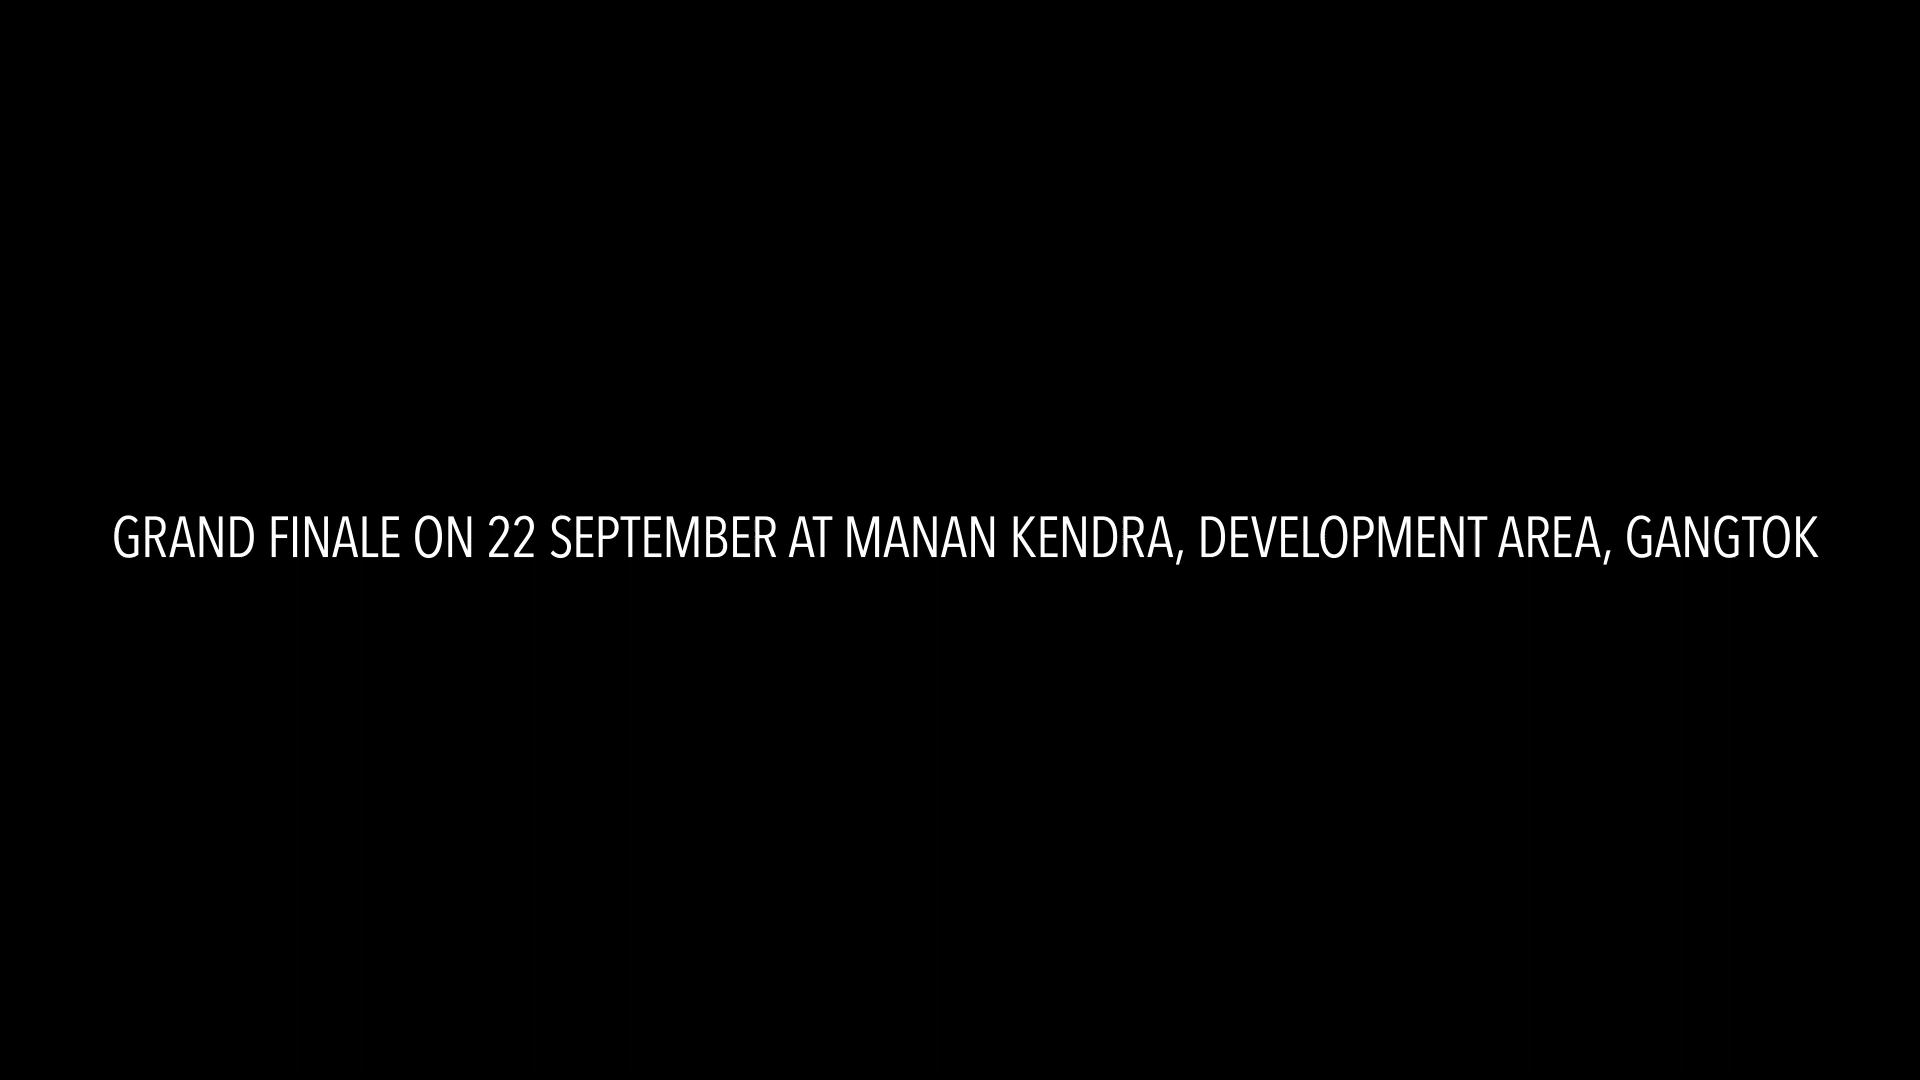 GRAND FINALE ON 22 SEPTEMBER AT MANAN KENDRA, DEVELOPMENT AREA, GANGTOK